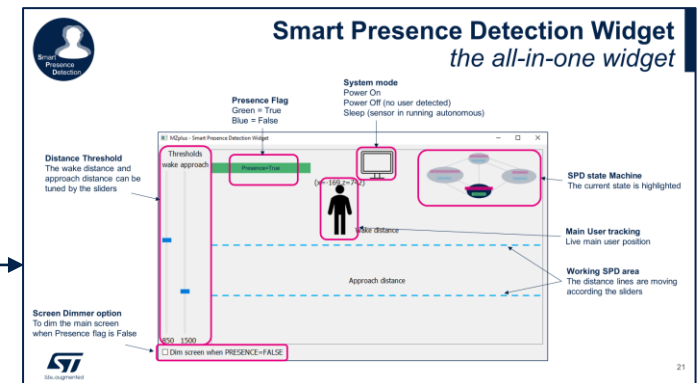 Smart Presence Detection Widget
the all-in-one widget
Smart
Presence
Detection
System mode
Power On
Power Off (no user detected)
Sleep (sensor in running autonomous)
Presence Flag
Green = True
Blue = False
Distance Threshold
The wake distance and
approach distance can be
tuned by the sliders
MZplus - Smart Presence Detection Widget
Thresholds
wake approach
Presence=True
(x=-169, z=742)
Wake distance
Approach distance
850 1500
Dim screen when PRESENCE=FALSE
SPD state Machine
The current state is highlighted
Main User tracking
Live main user position
Working SPD area
The distance lines are moving
according the sliders
Screen Dimmer option
To dim the main screen
when Presence flag is False
ST
life.augmented
21